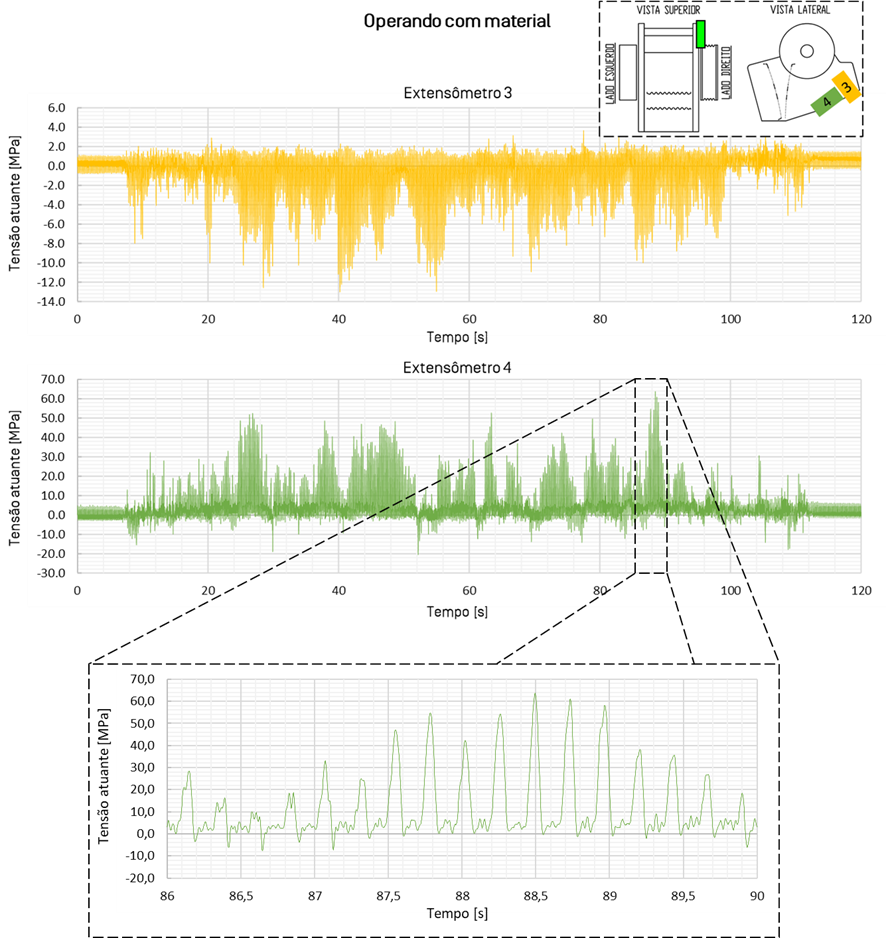 Operando com material
VISTA SUPERIOR
VISTA LATERAL
LADO ESQUERDO
LADO DIREITO
4
3
Extensômetro 3
Tensão atuante [MPa]
6.0
4.0
2.0
0.0
-2.0
-4.0
-6.0
-8.0
-10.0
-12.0
-14.0
0 20 40 60 80 100 120
Tempo [s]
Extensômetro 4
Tensão atuante [MPa]
70.0
60.0
50.0
40.0
30.0
20.0
10.0
0.0
-10.0
-20.0
-30.0
0 20 40 60 80 100 120
Tempo [s]
Tensão atuante [MPa]
70,0
60,0
50,0
40,0
30,0
20,0
10,0
0,0
-10,0
-20,0
86 86,5 87 87,5 88 88,5 89 89,5 90
Tempo [s]